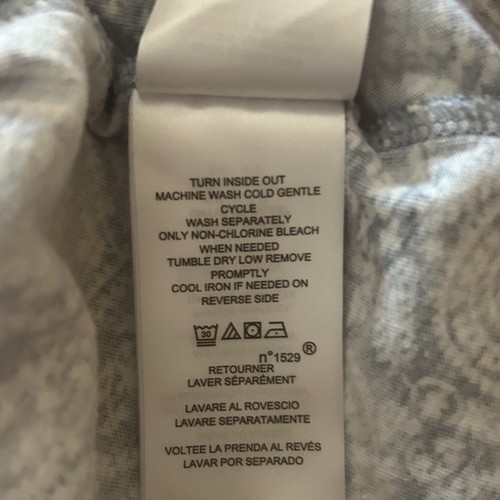 TURN INSIDE OUT
MACHINE WASH COLD GENTLE
CYCLE
WASH SEPARATELY
ONLY NON-CHLORINE BLEACH
WHEN NEEDED
TUMBLE DRY LOW REMOVE
PROMPTLY
COOL IRON IF NEEDED ON
REVERSE SIDE
30
n°1529®
RETOURNER
LAVER SÉPARÉMENT
LAVARE AL ROVESCIO
LAVARE SEPARATAMENTE
VOLTEE LA PRENDA AL REVÉS
LAVAR POR SEPARADO